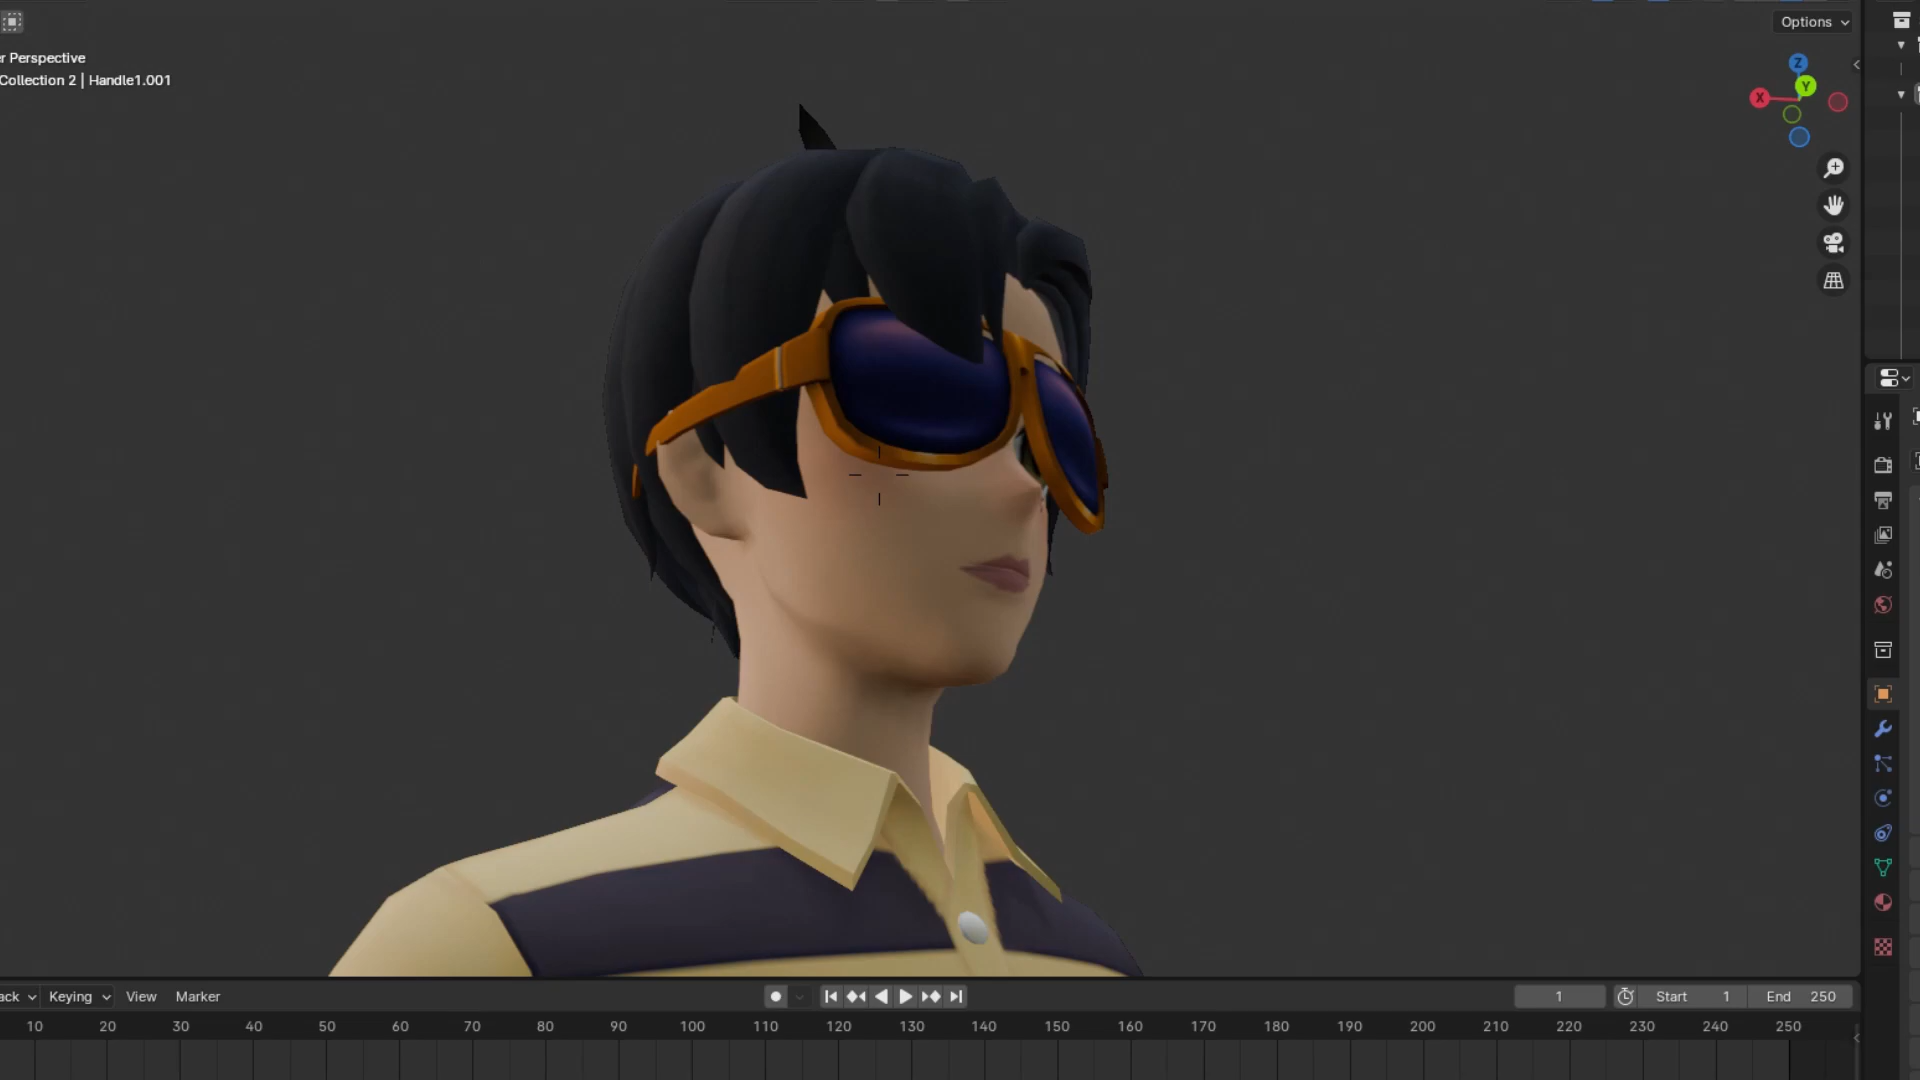 Options
r Perspective
Collection 2 | Handle1.001
Z
Y
X
ack Keying View Marker
1 Start 1 End 250
10 20 30 40 50 60 70 80 90 100 110 120 130 140 150 160 170 180 190 200 210 220 230 240 250